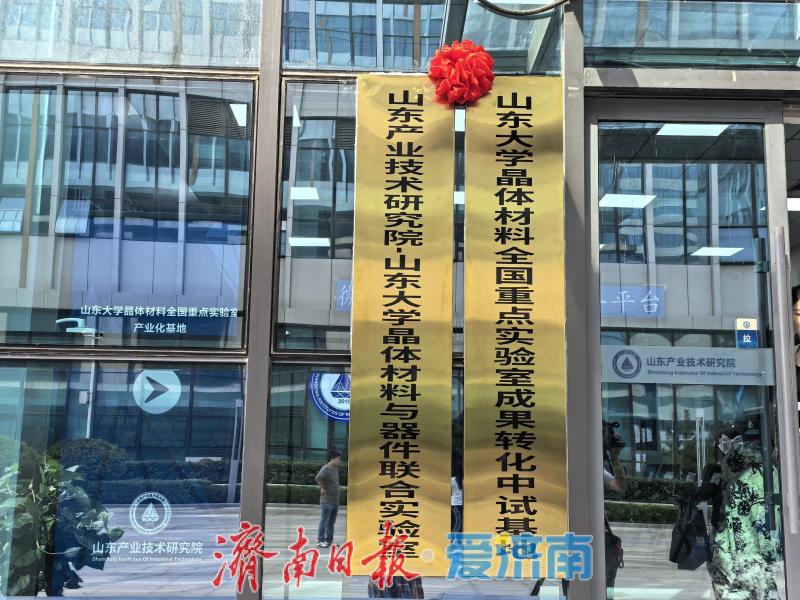 山东产业技术研究院-山东大学晶体材料与器件联合实验室
山东大学晶体材料全国重点实验室成果转化中试基地
山东大学晶体材料全国重点实验室
产业化基地
平台
拉
山东产业技术研究院
Shandong Institutes Of Industrial Technology
山东产业技术研究院
Shandong Institutes Of Industrial Technology
濟南日报·爱济南